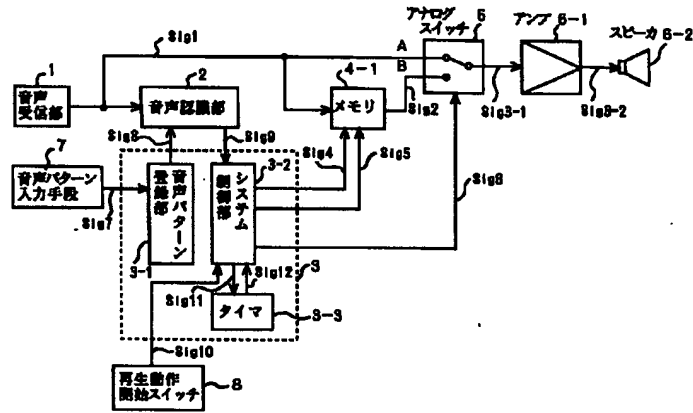 アナログ
スイッチ
5
アンプ
6-1
スピーカ
6-2
Sig1
A
B
1
音声
受信部
2
音声認識部
4-1
メモリ
Sig2
Sig3-1
Sig3-2
Sig8
Sig9
3-2
Sig4
Sig5
7
音声パターン
入力手段
Sig7
音声パターン
登録部
3-1
システム
制御部
Sig6
3
Sig11
Sig12
タイマ
3-3
Sig10
再生動作
開始スイッチ
8